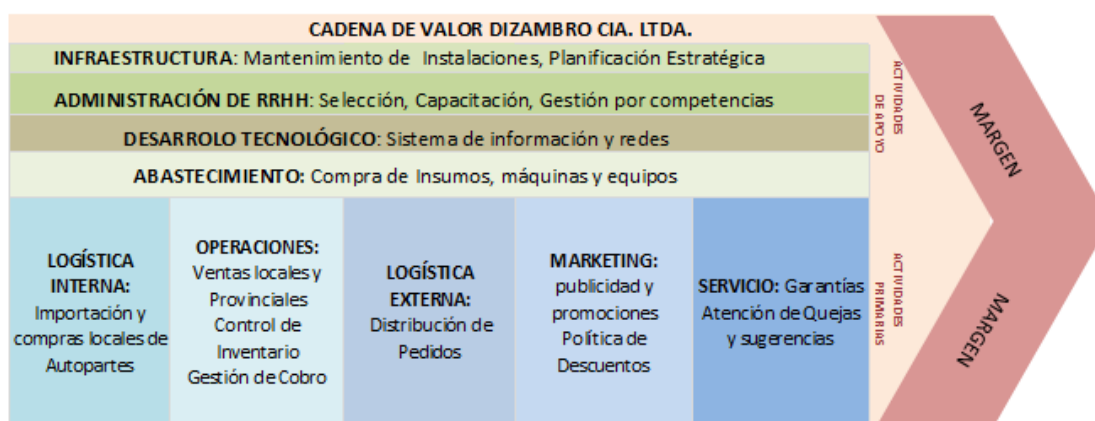 CADENA DE VALOR DIZAMBRO CIA. LTDA.
INFRAESTRUCTURA: Mantenimiento de Instalaciones, Planificación Estratégica
ADMINISTRACIÓN DE RRHH: Selección, Capacitación, Gestión por competencias
DESARROLO TECNOLÓGICO: Sistema de información y redes
ABASTECIMIENTO: Compra de Insumos, máquinas y equipos
ACTIVIDADES
DE APOYO
MARGEN
LOGÍSTICA
INTERNA:
Importación y
compras locales de
Autopartes
OPERACIONES:
Ventas locales y
Provinciales
Control de
Inventario
Gestión de Cobro
LOGÍSTICA
EXTERNA:
Distribución de
Pedidos
MARKETING:
publicidad y
promociones
Política de
Descuentos
SERVICIO: Garantías
Atención de Quejas
y sugerencias
ACTIVIDADES
PRIMARIAS
MARGEN